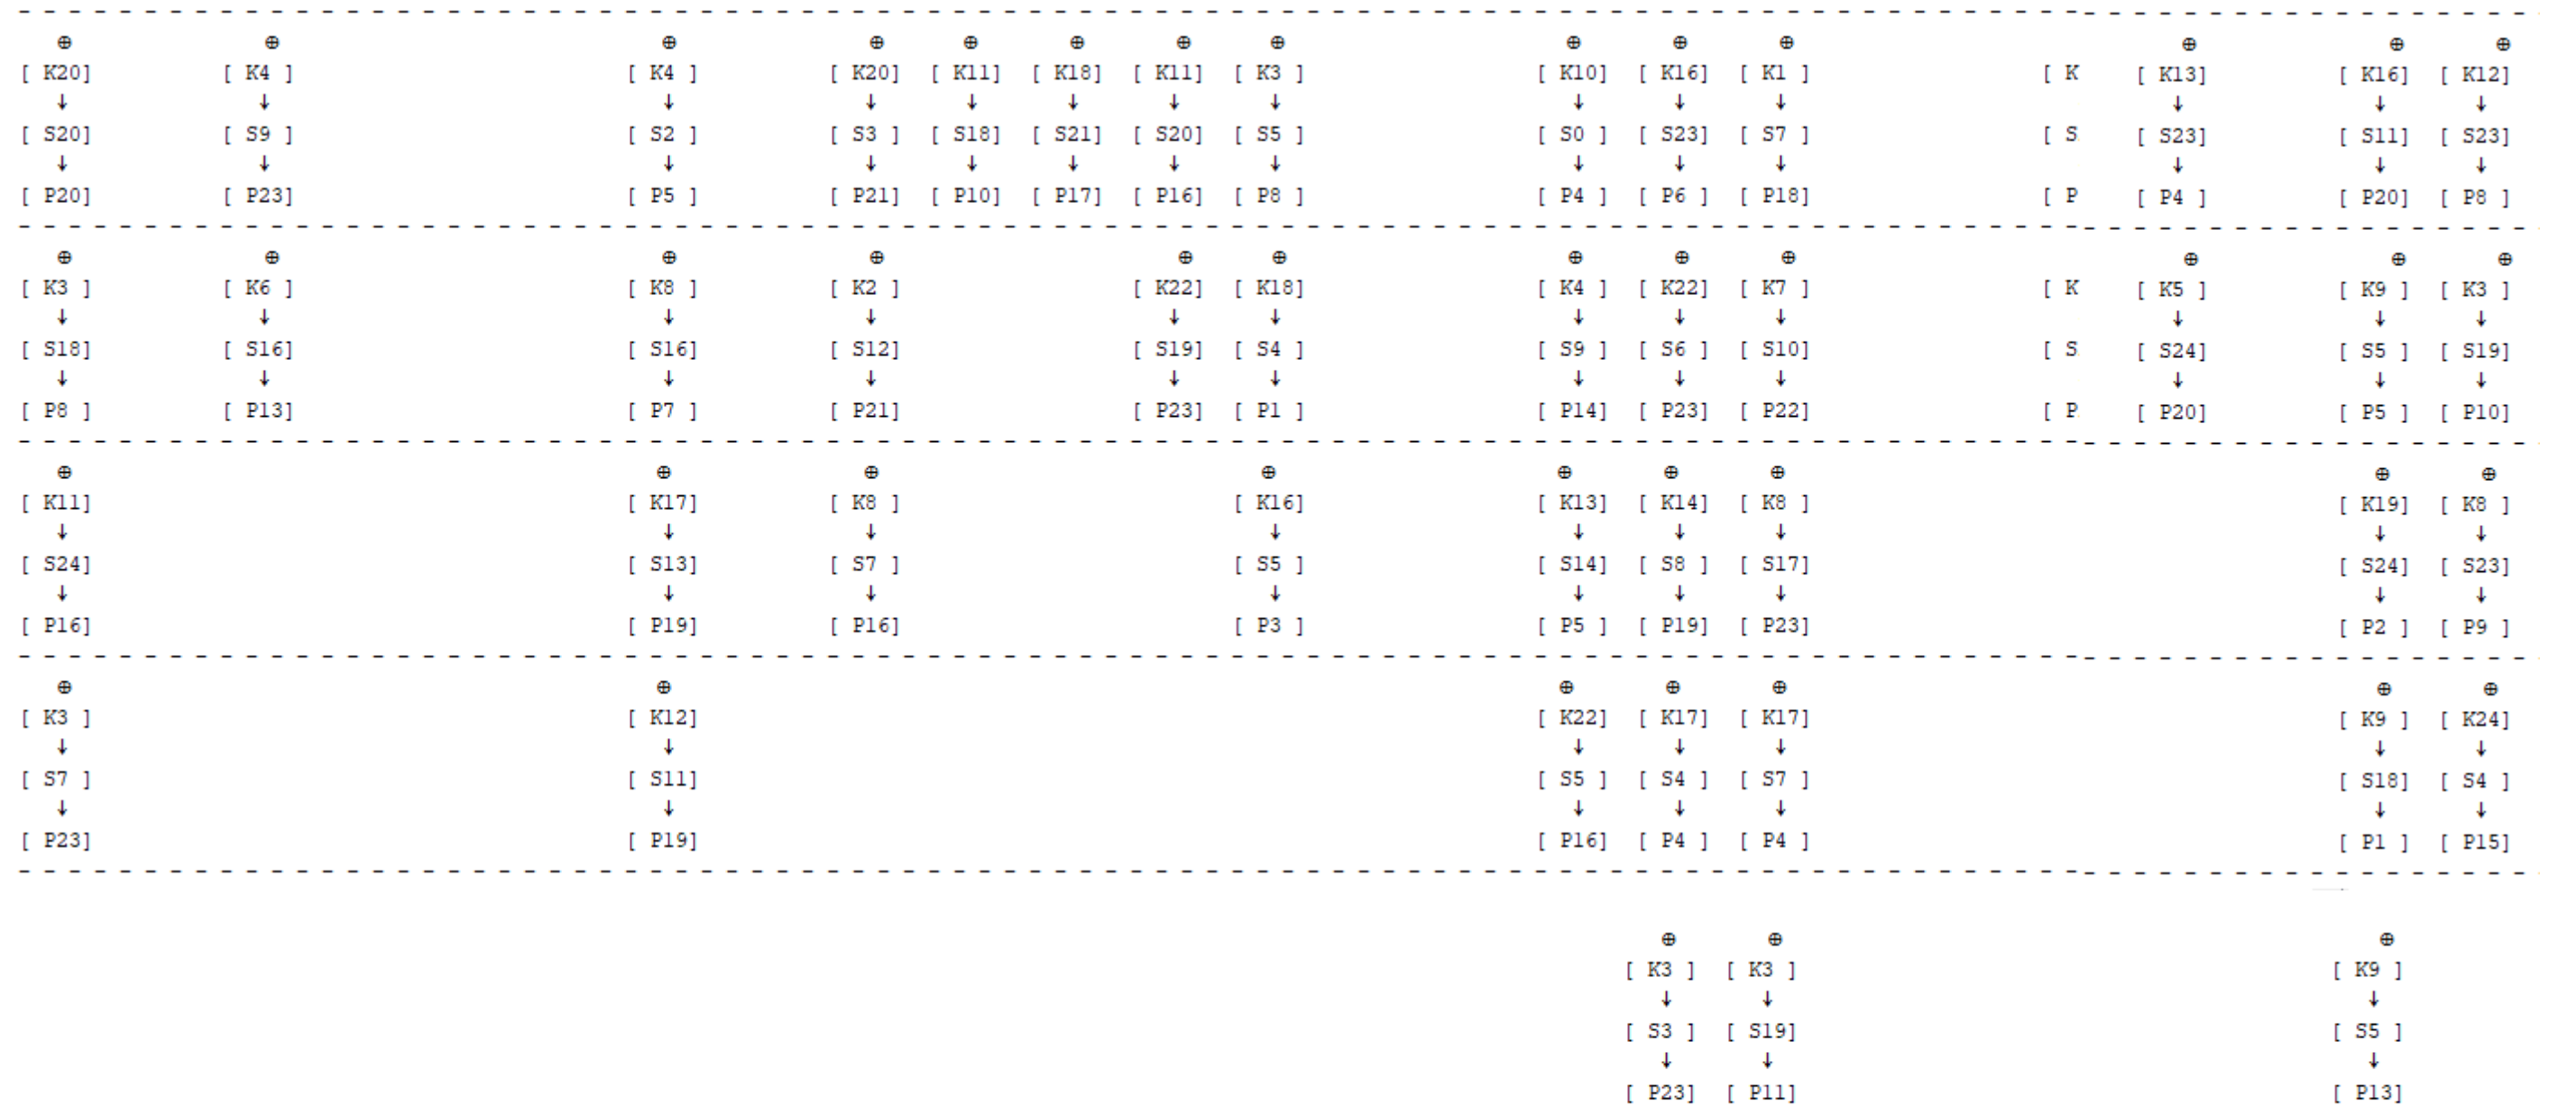 - - - - - - - - - - - - - - - - - - - - - - - - - - - - - - - - - - - - - - - -
⊕ ⊕ ⊕ ⊕ ⊕ ⊕ ⊕ ⊕ ⊕ ⊕ ⊕ ⊕ ⊕ ⊕
[ K20] [ K4 ] [ K4 ] [ K20] [ K11] [ K18] [ K11] [ K3 ] [ K10] [ K16] [ K1 ] [ K [ K13] [ K16] [ K12]
↓ ↓ ↓ ↓ ↓ ↓ ↓ ↓ ↓ ↓ ↓ ↓ ↓ ↓
[ S20] [ S9 ] [ S2 ] [ S3 ] [ S18] [ S21] [ S20] [ S5 ] [ S0 ] [ S23] [ S7 ] [ S [ S23] [ S11] [ S23]
↓ ↓ ↓ ↓ ↓ ↓ ↓ ↓ ↓ ↓ ↓ ↓ ↓ ↓
[ P20] [ P23] [ P5 ] [ P21] [ P10] [ P17] [ P16] [ P8 ] [ P4 ] [ P6 ] [ P18] [ P [ P4 ] [ P20] [ P8 ]
- - - - - - - - - - - - - - - - - - - - - - - - - - - - - - - - - - - - - - - -
⊕ ⊕ ⊕ ⊕ ⊕ ⊕ ⊕ ⊕ ⊕ ⊕ ⊕ ⊕
[ K3 ] [ K6 ] [ K8 ] [ K2 ] [ K22] [ K18] [ K4 ] [ K22] [ K7 ] [ K [ K5 ] [ K9 ] [ K3 ]
↓ ↓ ↓ ↓ ↓ ↓ ↓ ↓ ↓ ↓ ↓ ↓
[ S18] [ S16] [ S16] [ S12] [ S19] [ S4 ] [ S9 ] [ S6 ] [ S10] [ S [ S24] [ S5 ] [ S19]
↓ ↓ ↓ ↓ ↓ ↓ ↓ ↓ ↓ ↓ ↓ ↓
[ P8 ] [ P13] [ P7 ] [ P21] [ P23] [ P1 ] [ P14] [ P23] [ P22] [ P [ P20] [ P5 ] [ P10]
- - - - - - - - - - - - - - - - - - - - - - - - - - - - - - - - - - - - - - - -
⊕ ⊕ ⊕ ⊕ ⊕ ⊕ ⊕ ⊕ ⊕
[ K11] [ K17] [ K8 ] [ K16] [ K13] [ K14] [ K8 ] [ K19] [ K8 ]
↓ ↓ ↓ ↓ ↓ ↓ ↓ ↓ ↓
[ S24] [ S13] [ S7 ] [ S5 ] [ S14] [ S8 ] [ S17] [ S24] [ S23]
↓ ↓ ↓ ↓ ↓ ↓ ↓ ↓ ↓
[ P16] [ P19] [ P16] [ P3 ] [ P5 ] [ P19] [ P23] [ P2 ] [ P9 ]
- - - - - - - - - - - - - - - - - - - - - - - - - - - - - - - - - - - - - - - -
⊕ ⊕ ⊕ ⊕ ⊕ ⊕ ⊕
[ K3 ] [ K12] [ K22] [ K17] [ K17] [ K9 ] [ K24]
↓ ↓ ↓ ↓ ↓ ↓ ↓
[ S7 ] [ S11] [ S5 ] [ S4 ] [ S7 ] [ S18] [ S4 ]
↓ ↓ ↓ ↓ ↓ ↓ ↓
[ P23] [ P19] [ P16] [ P4 ] [ P4 ] [ P1 ] [ P15]
- - - - - - - - - - - - - - - - - - - - - - - - - - - - - - - - - - - - - - - -
⊕ ⊕ ⊕
[ K3 ] [ K3 ] [ K9 ]
↓ ↓ ↓
[ S3 ] [ S19] [ S5 ]
↓ ↓ ↓
[ P23] [ P11] [ P13]